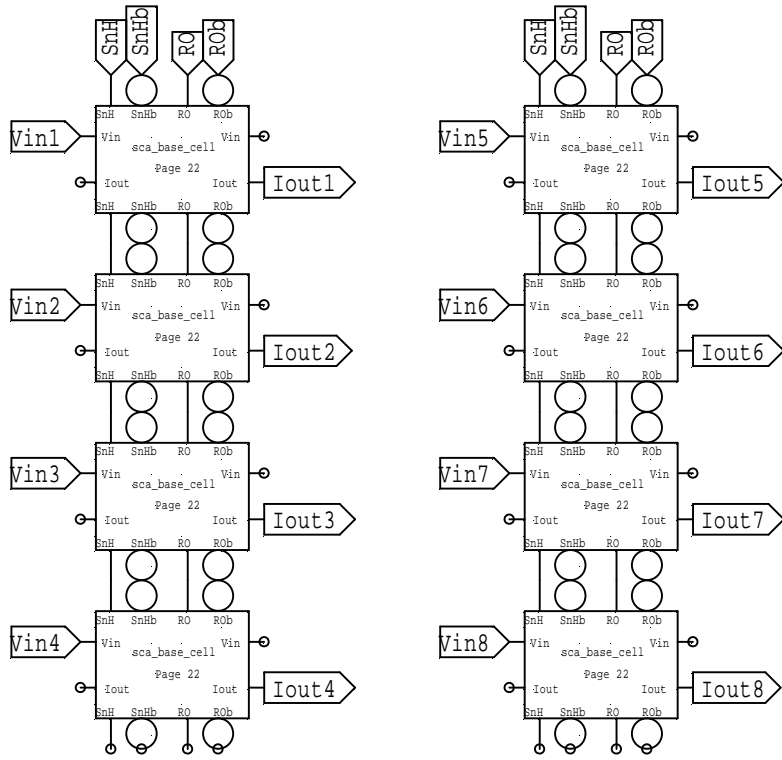 SnH SnHb RO ROb SnH SnHb RO ROb
SnH SnHb RO ROb SnH SnHb RO ROb
Vin1 Vin Vin Vin5 Vin Vin
sca_base_cell sca_base_cell
Page 22 Page 22
Iout Iout Iout1 Iout Iout Iout5
SnH SnHb RO ROb SnH SnHb RO ROb
SnH SnHb RO ROb SnH SnHb RO ROb
Vin2 Vin Vin Vin6 Vin Vin
sca_base_cell sca_base_cell
Page 22 Page 22
Iout Iout Iout2 Iout Iout Iout6
SnH SnHb RO ROb SnH SnHb RO ROb
SnH SnHb RO ROb SnH SnHb RO ROb
Vin3 Vin Vin Vin7 Vin Vin
sca_base_cell sca_base_cell
Page 22 Page 22
Iout Iout Iout3 Iout Iout Iout7
SnH SnHb RO ROb SnH SnHb RO ROb
SnH SnHb RO ROb SnH SnHb RO ROb
Vin4 Vin Vin Vin8 Vin Vin
sca_base_cell sca_base_cell
Page 22 Page 22
Iout Iout Iout4 Iout Iout Iout8
SnH SnHb RO ROb SnH SnHb RO ROb